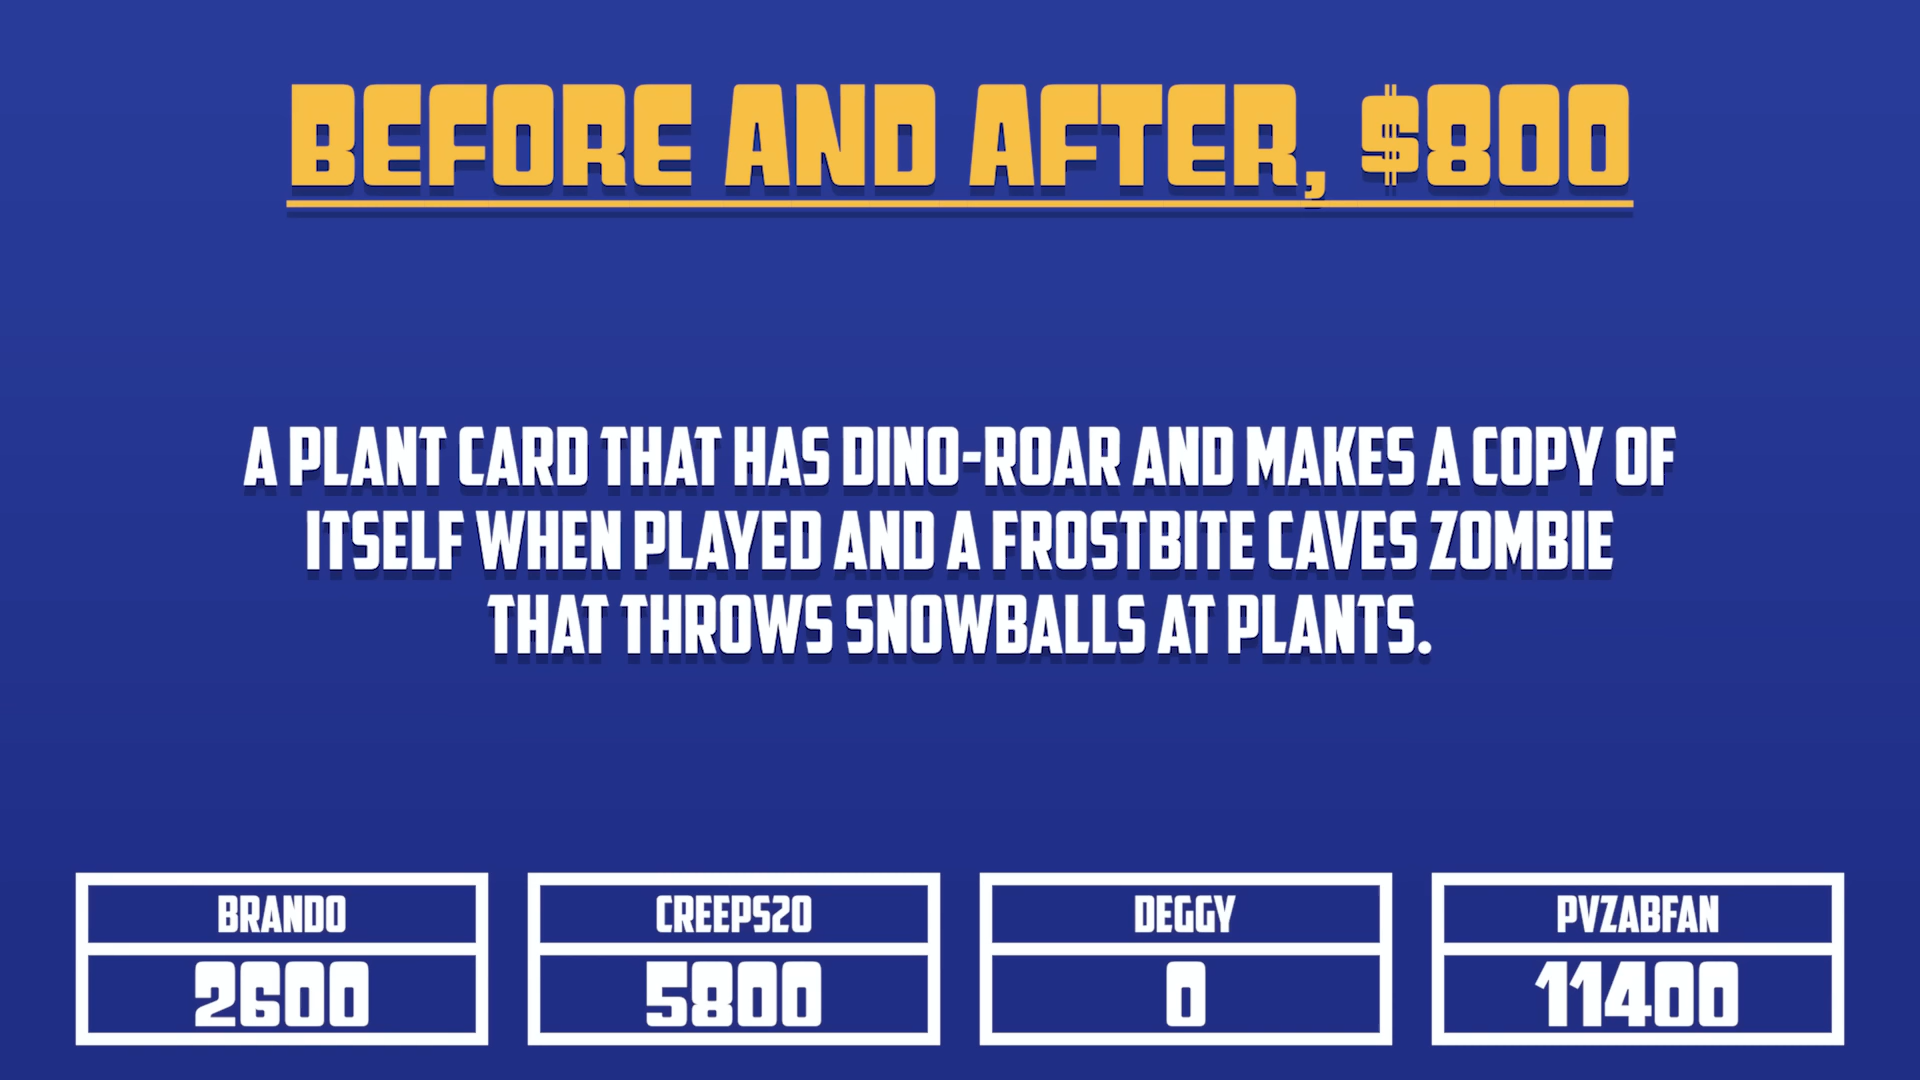 BEFORE AND AFTER, $800
A PLANT CARD THAT HAS DINO-ROAR AND MAKES A COPY OF
ITSELF WHEN PLAYED AND A FROSTBITE CAVES ZOMBIE
THAT THROWS SNOWBALLS AT PLANTS.
BRANDO
2600
CREEPS20
5800
DEGGY
0
PVZABFAN
11400